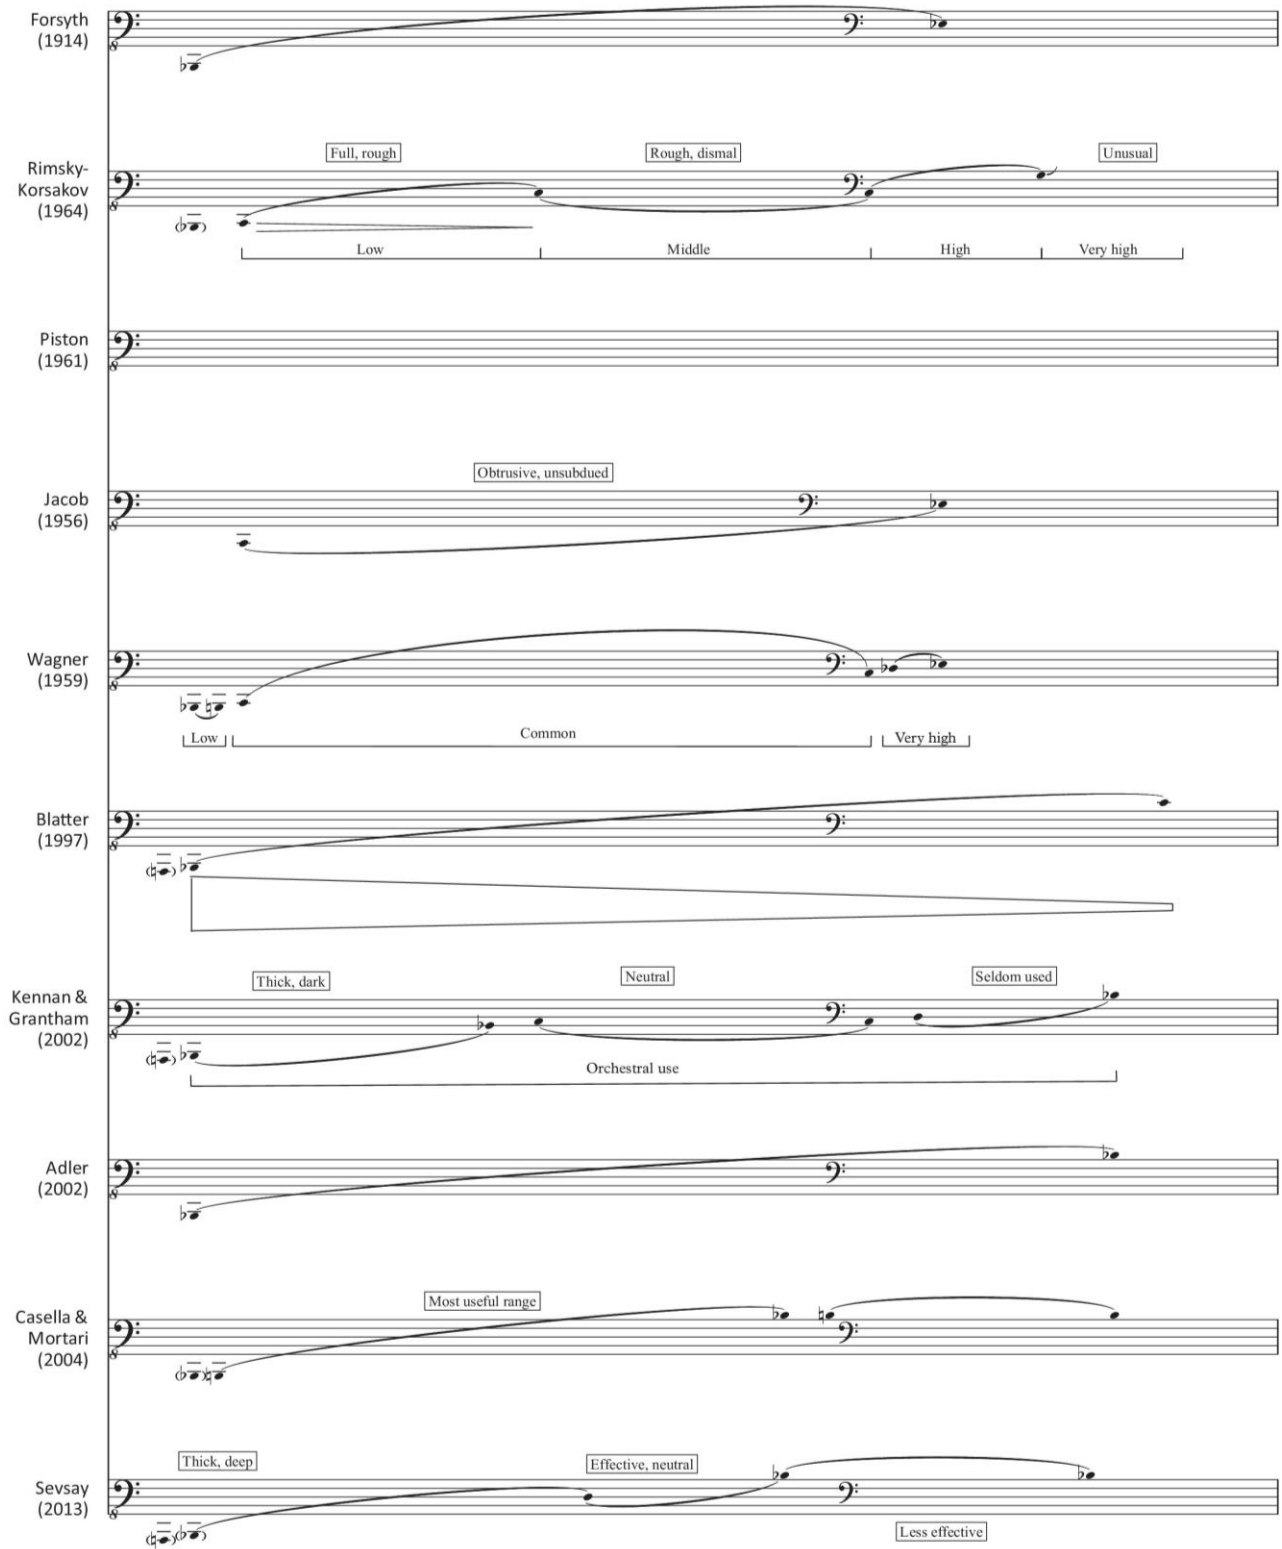 Forsyth
(1914)
Full, rough
Rough, dismal
Unusual
Rimsky-
Korsakov
(1964)
Low
Middle
High
Very high
Piston
(1961)
Obtrusive, unsubdued
Jacob
(1956)
Wagner
(1959)
Low
Common
Very high
Blatter
(1997)
Thick, dark
Neutral
Seldom used
Kennan &
Grantham
(2002)
Orchestral use
Adler
(2002)
Most useful range
Casella &
Mortari
(2004)
Thick, deep
Effective, neutral
Sevsay
(2013)
Less effective